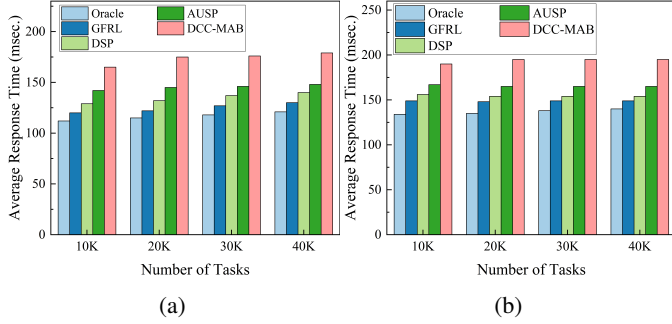 Oracle AUSP
GFRL DCC-MAB
DSP
200
150
100
50
0
Average Response Time (msec.)
10K 20K 30K 40K
Number of Tasks
(a)
Oracle AUSP
GFRL DCC-MAB
DSP
250
200
150
100
50
0
Average Response Time (msec.)
10K 20K 30K 40K
Number of Tasks
(b)